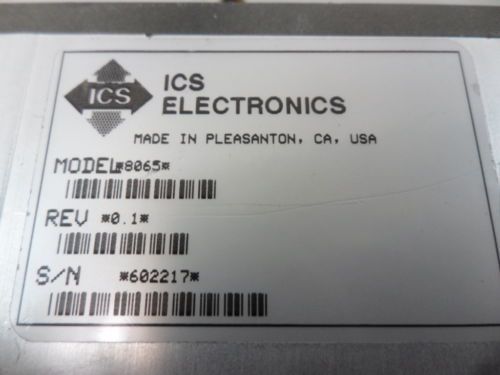 ICS
ICS
ELECTRONICS
MADE IN PLEASANTON, CA, USA
MODEL *8065*
REV *0.1*
S/N *602217*